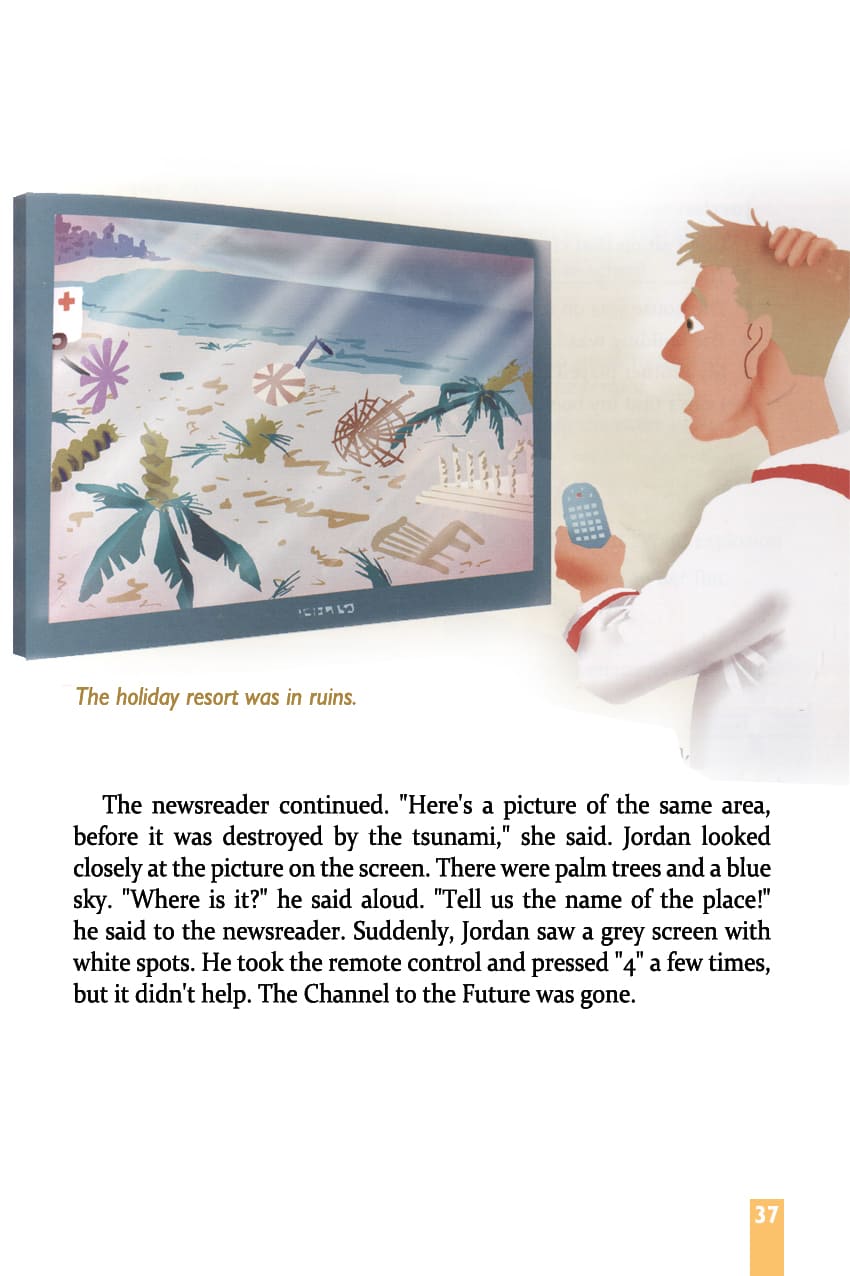 The holiday resort was in ruins.
The newsreader continued. "Here's a picture of the same area,
before it was destroyed by the tsunami," she said. Jordan looked
closely at the picture on the screen. There were palm trees and a blue
sky. "Where is it?" he said aloud. "Tell us the name of the place!"
he said to the newsreader. Suddenly, Jordan saw a grey screen with
white spots. He took the remote control and pressed "4" a few times,
but it didn't help. The Channel to the Future was gone.
37